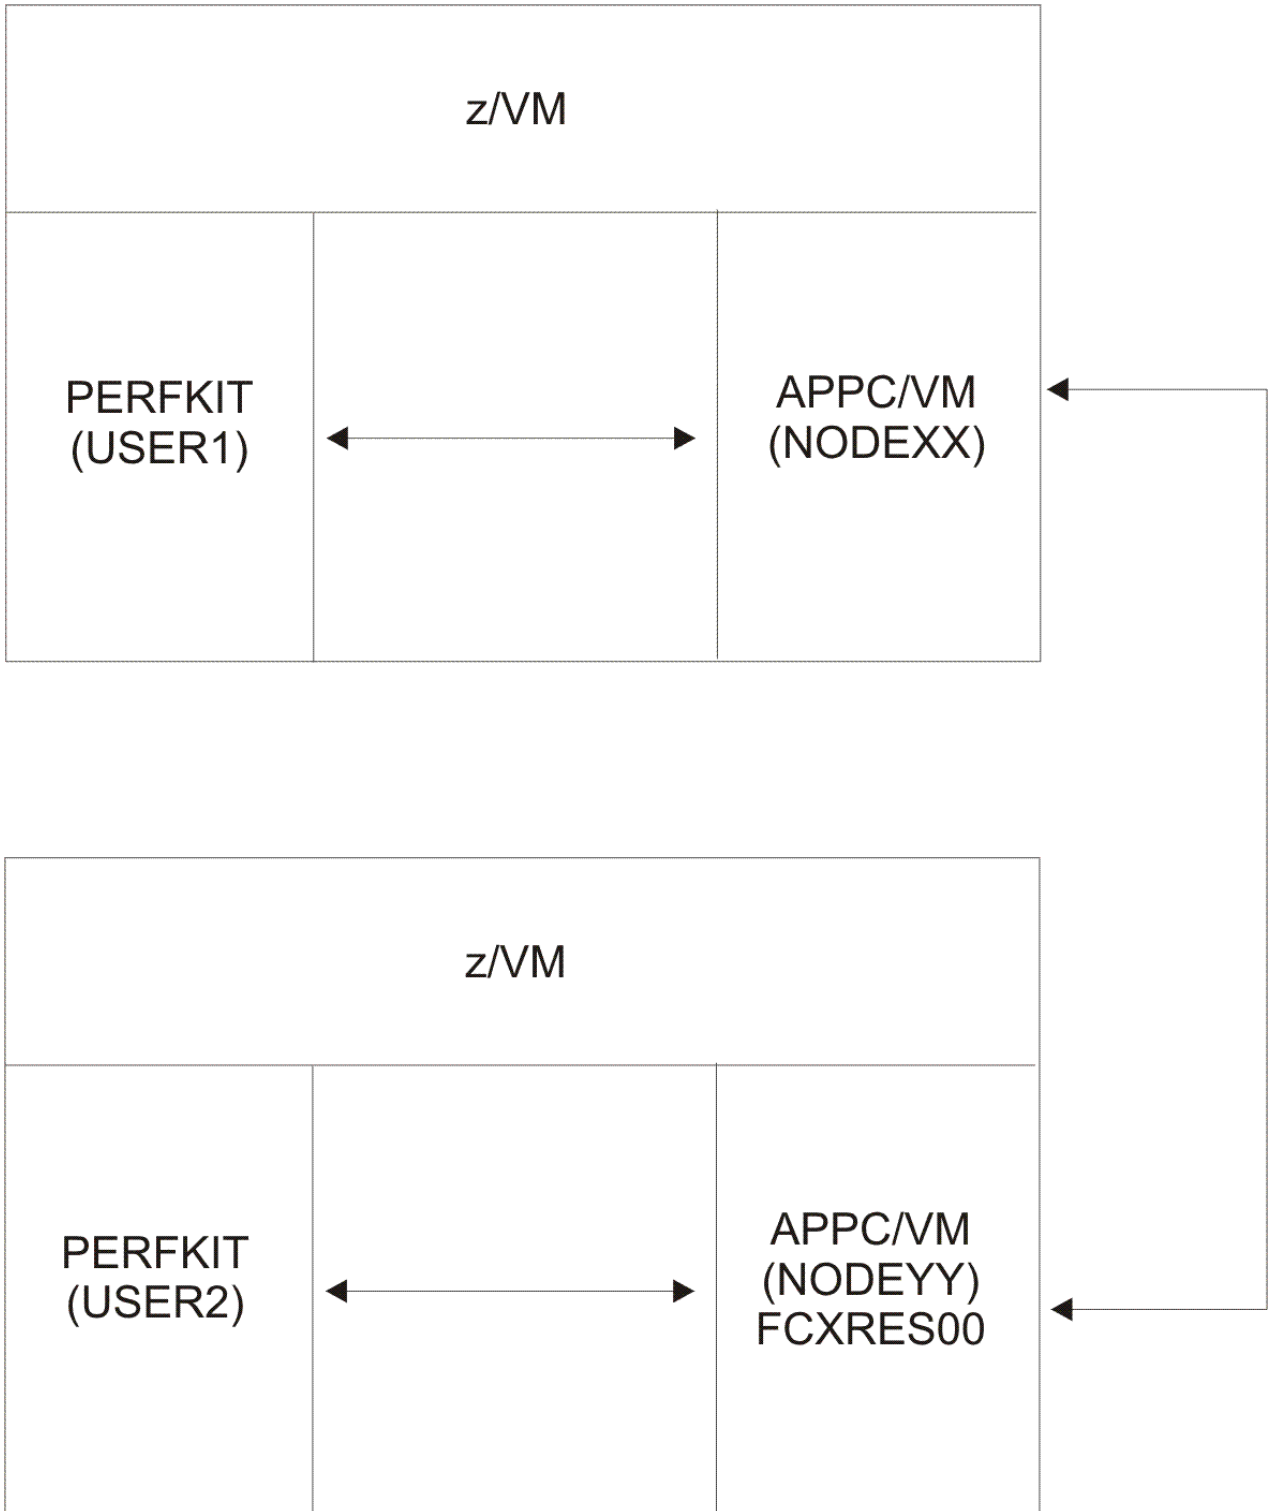 z/VM
PERFKIT
(USER1)
APPC/VM
(NODEXX)
z/VM
PERFKIT
(USER2)
APPC/VM
(NODEYY)
FCXRES00